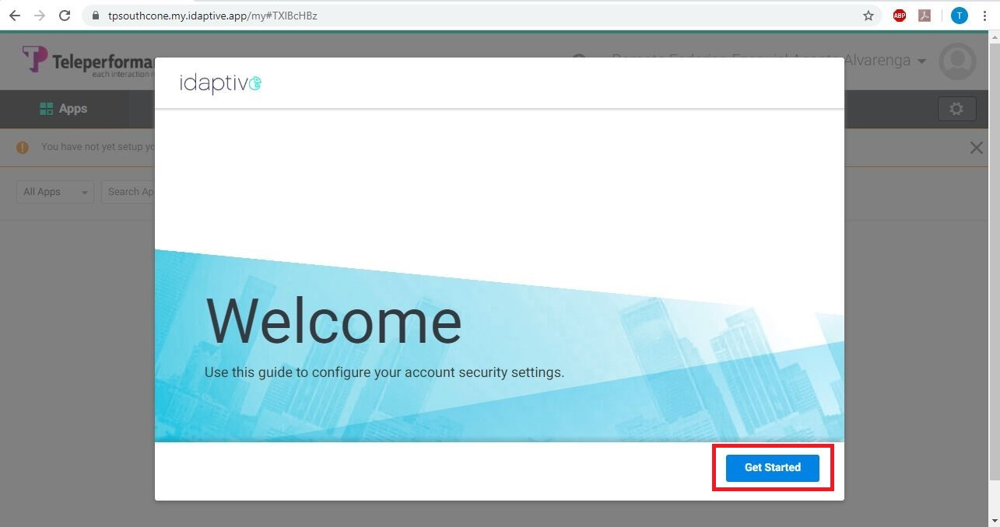 tpsouthcone.my.idaptive.app/my#TXIBcHBz
ABP
T
Teleperforma
each interaction
Alvarenga
idaptive
Apps
You have not yet setup yo
All Apps
Search Ap
Welcome
Use this guide to configure your account security settings.
Get Started